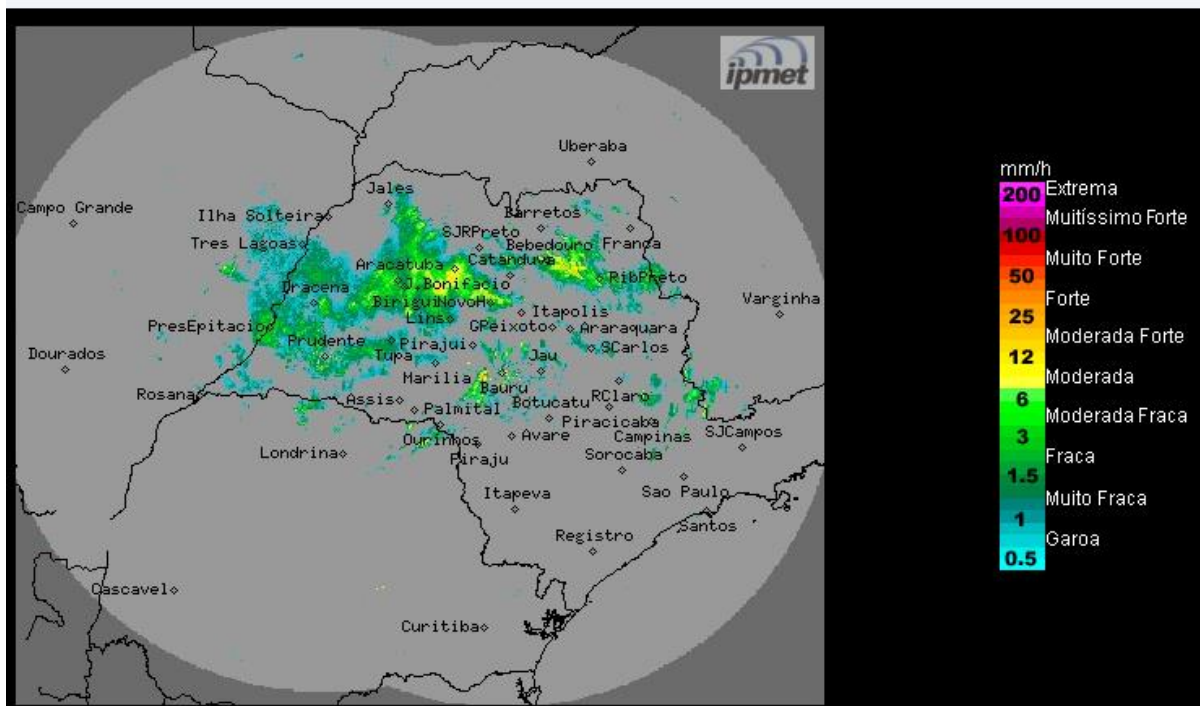 ipmet
Uberaba
Jales
Campo Grande
Ilha Solteira
Barretos
SJRPreto
Tres Lagoas
Bebedouro
Franca
Catanduva
Aracatuba
RibPreto
J.Bonifacio
Dracena
BiriguiNovoH
Varginha
Itapolis
Lins
PresEpitacio
GPeixoto
Araraquara
Prudente
Pirajui
SCarlos
Dourados
Tupa
Jau
Marilia
Bauru
Rosana
Assis
RClaro
Botucatu
Palmital
Piracicaba
SJCampos
Ourinhos
Avare
Campinas
Londrina
Piraju
Sorocaba
Itapeva
Sao Paulo
Santos
Registro
Cascavel
Curitiba
mm/h
200 Extrema
Muitíssimo Forte
100
Muito Forte
50
Forte
25
Moderada Forte
12
Moderada
6
Moderada Fraca
3
Fraca
1.5
Muito Fraca
1
Garoa
0.5